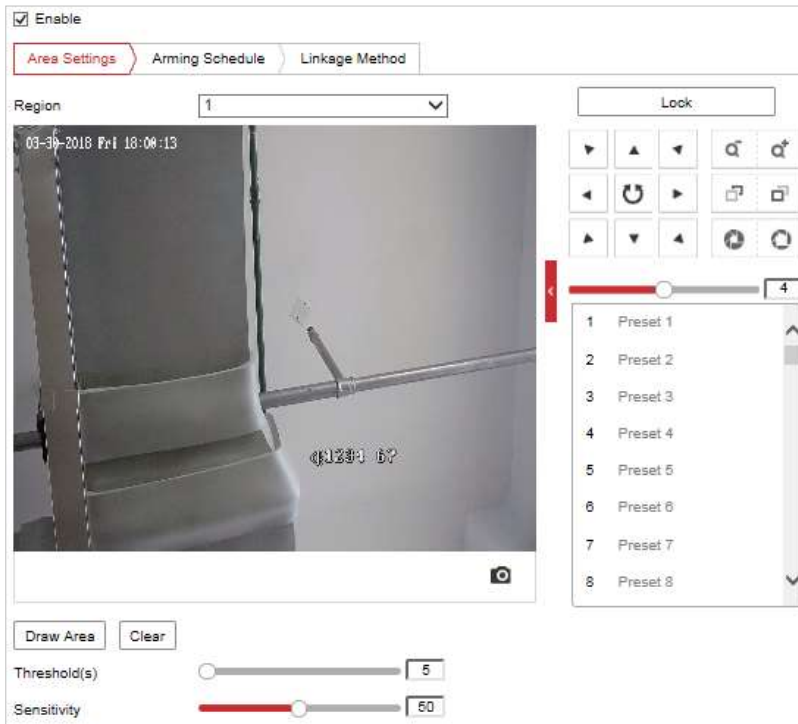 Enable
Area Settings
Arming Schedule
Linkage Method
Region
1
Lock
03-30-2018 Fri 18:00:13
4
1 Preset 1
2 Preset 2
3 Preset 3
4 Preset 4
5 Preset 5
6 Preset 6
7 Preset 7
8 Preset 8
Draw Area
Clear
Threshold(s)
5
Sensitivity
50